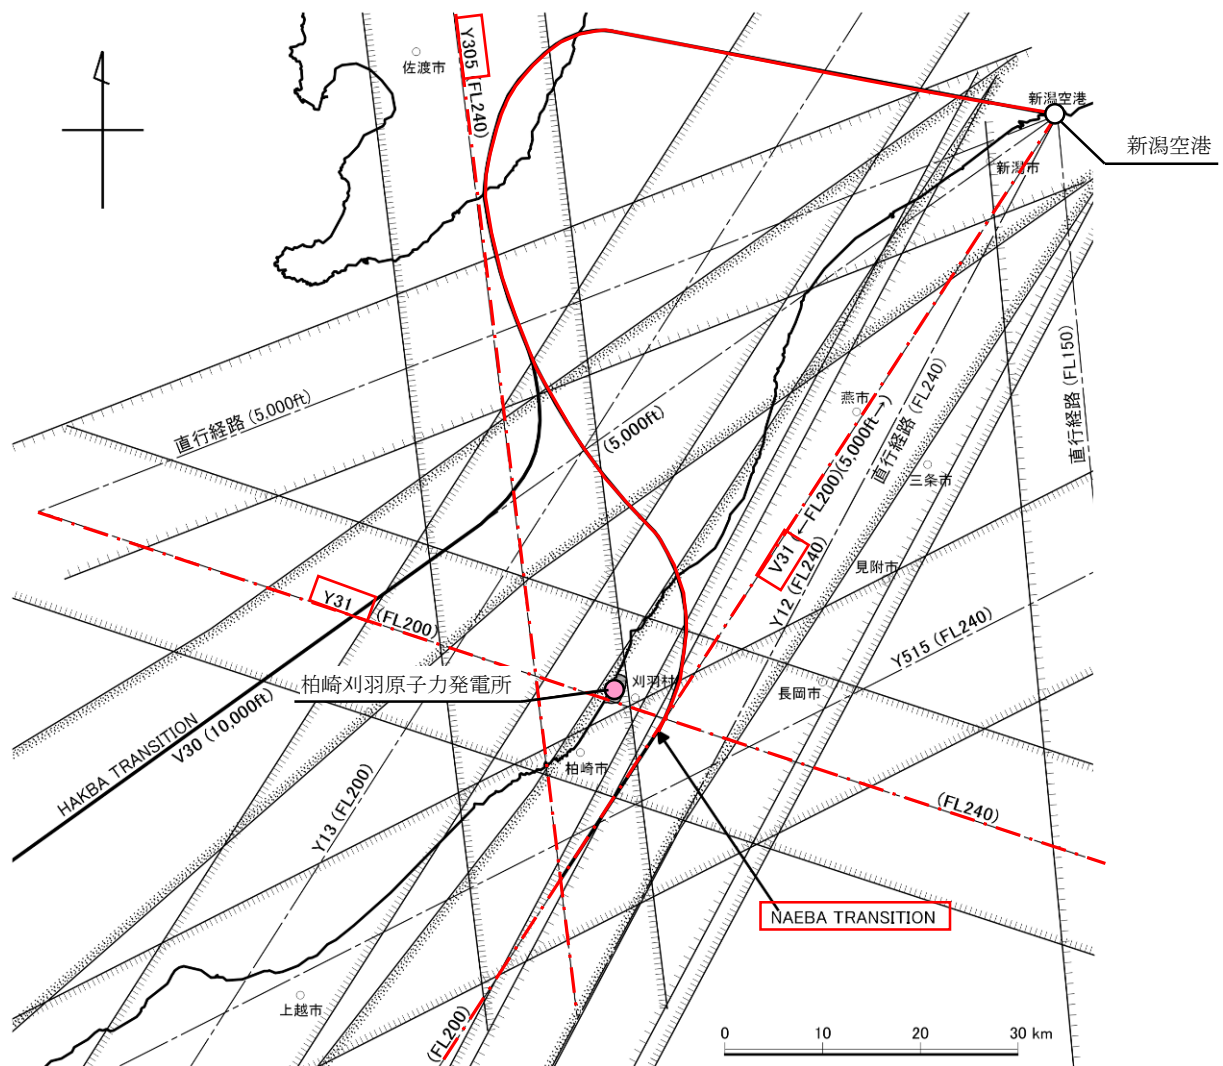 Y305 (FL240)
佐渡市
新潟空港
新潟空港
新潟市
直行経路 (5,000ft)
(5,000ft)
燕市
直行経路 (FL240)
直行経路 (FL150)
三条市
V31 (←FL200)(5,000ft→)
Y12 (FL240)
見附市
Y31 (FL200)
Y515 (FL240)
柏崎刈羽原子力発電所
刈羽村
長岡市
HAKBA TRANSITION
V30 (10,000ft)
柏崎市
Y13 (FL200)
(FL240)
NAEBA TRANSITION
上越市
(FL200)
0 10 20 30 km